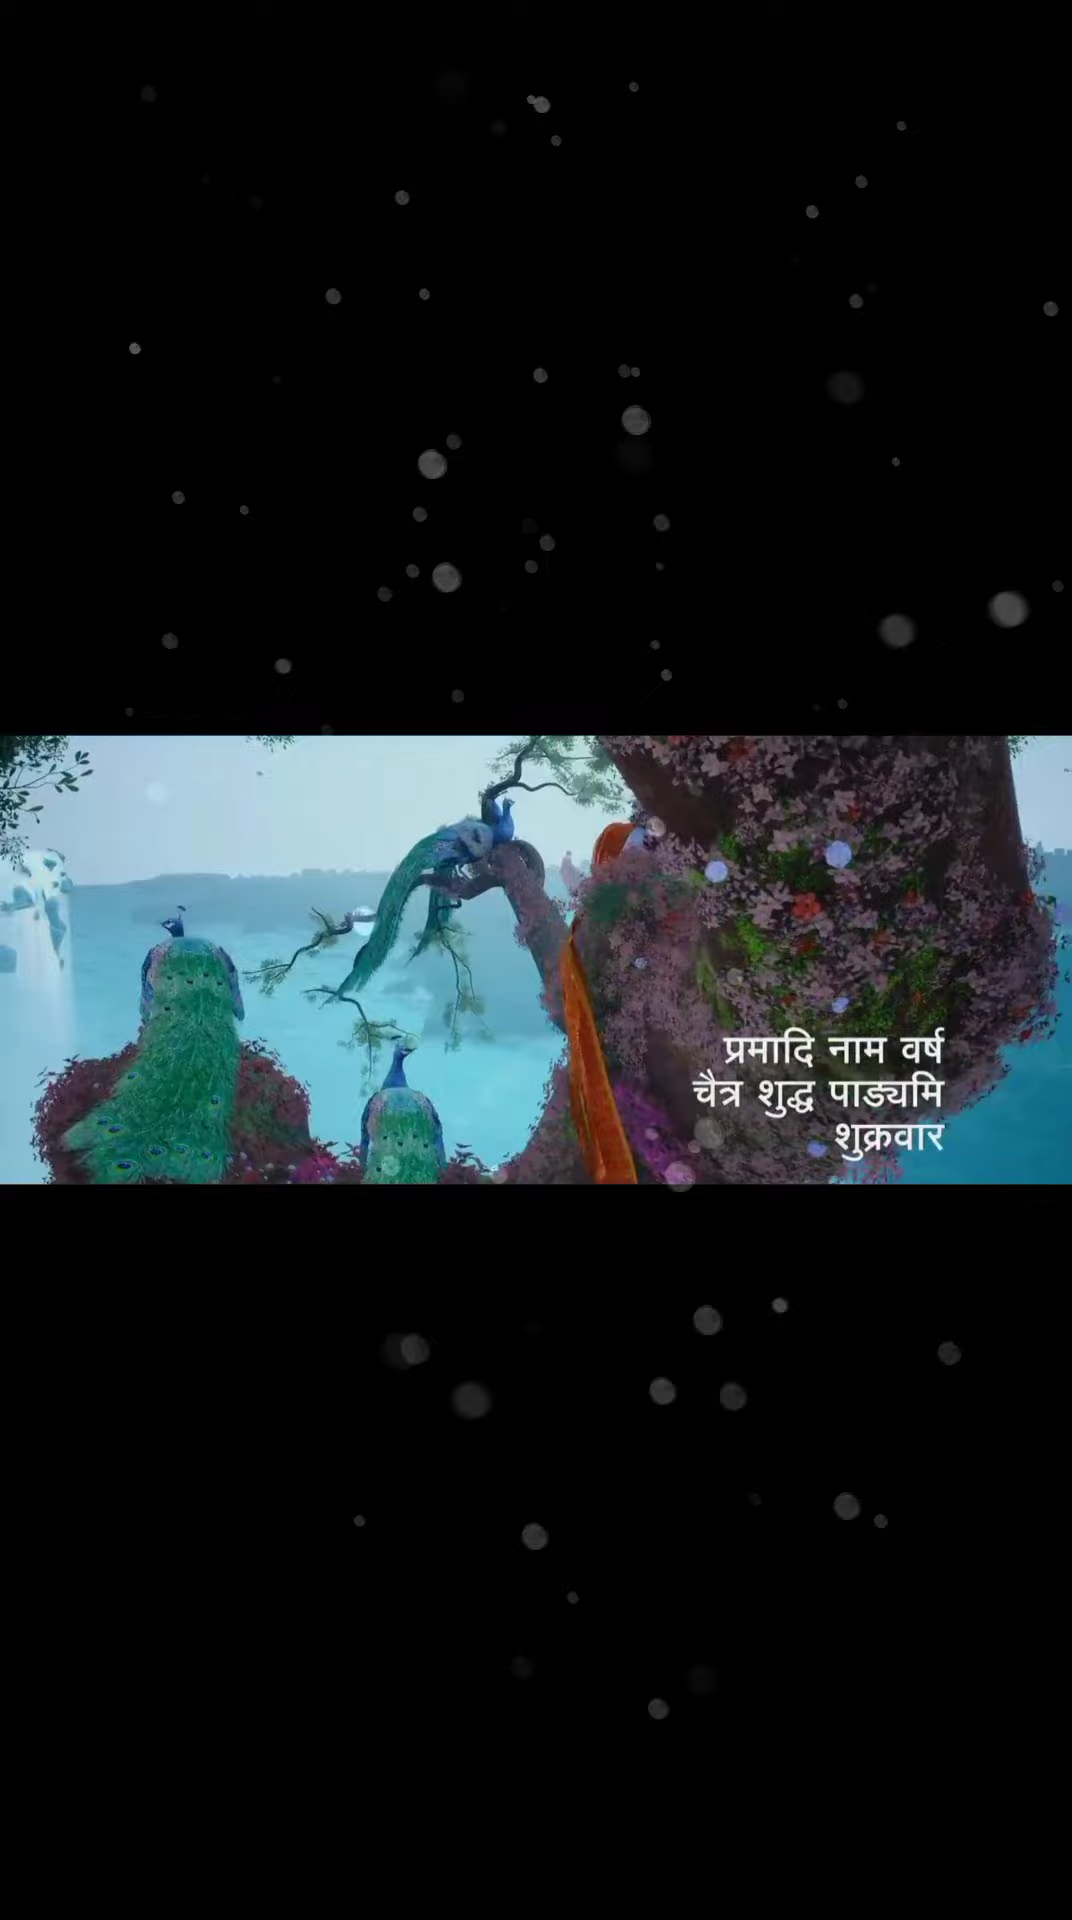 प्रमादि नाम वर्ष
चैत्र शुद्ध पाड्यमि
शुक्रवार